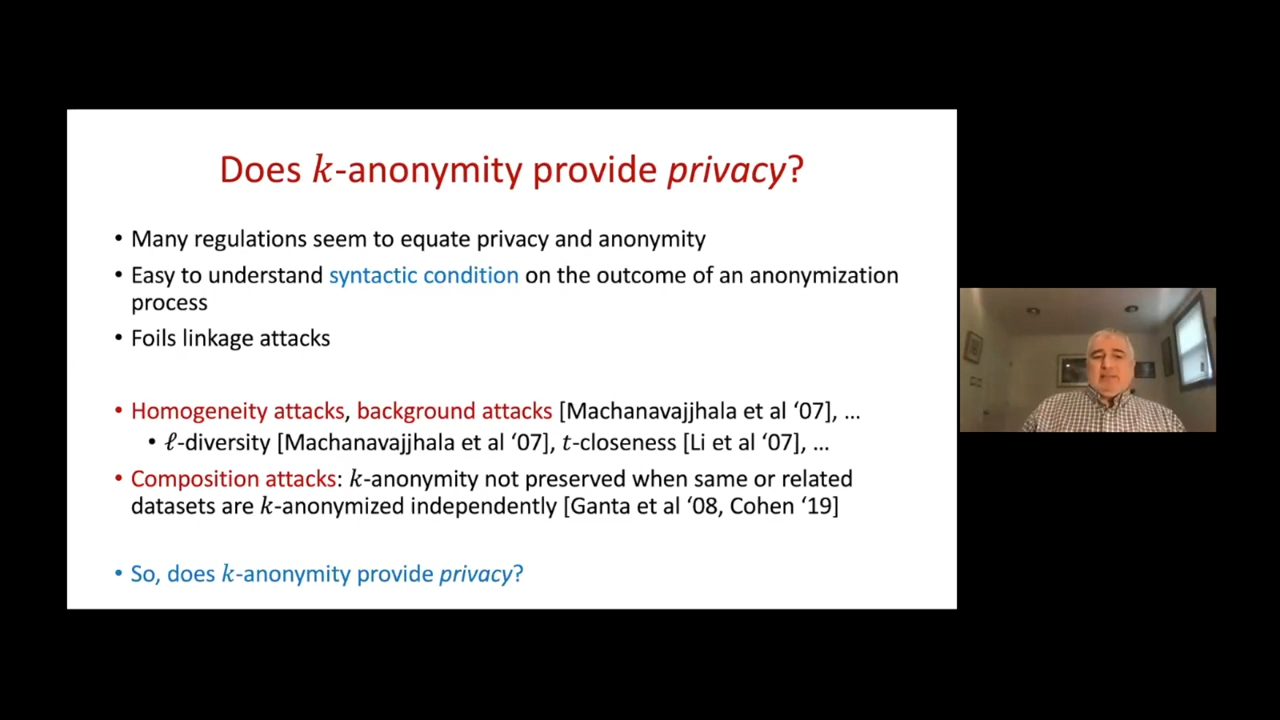 Does k-anonymity provide privacy?
• Many regulations seem to equate privacy and anonymity
• Easy to understand syntactic condition on the outcome of an anonymization
process
• Foils linkage attacks
• Homogeneity attacks, background attacks [Machanavajjhala et al ‘07], …
• ℓ-diversity [Machanavajjhala et al ‘07], t-closeness [Li et al ‘07], …
• Composition attacks: k-anonymity not preserved when same or related
datasets are k-anonymized independently [Ganta et al ‘08, Cohen ‘19]
• So, does k-anonymity provide privacy?